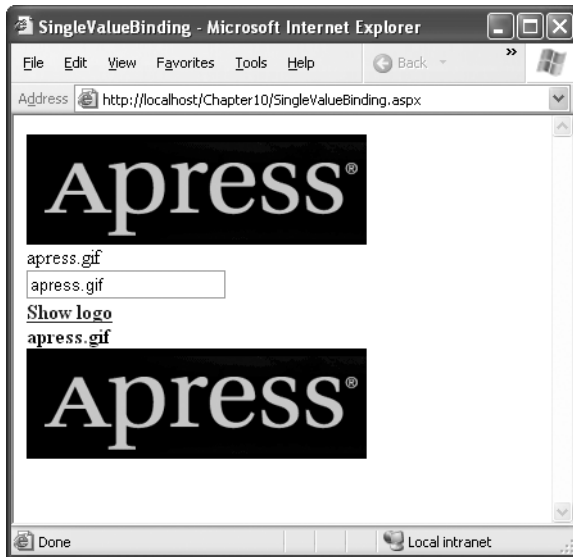 SingleValueBinding - Microsoft Internet Explorer
File Edit View Favorites Tools Help Back »
Address http://localhost/Chapter10/SingleValueBinding.aspx
Apress®
apress.gif
apress.gif
Show logo
apress.gif
Apress®
Done Local intranet